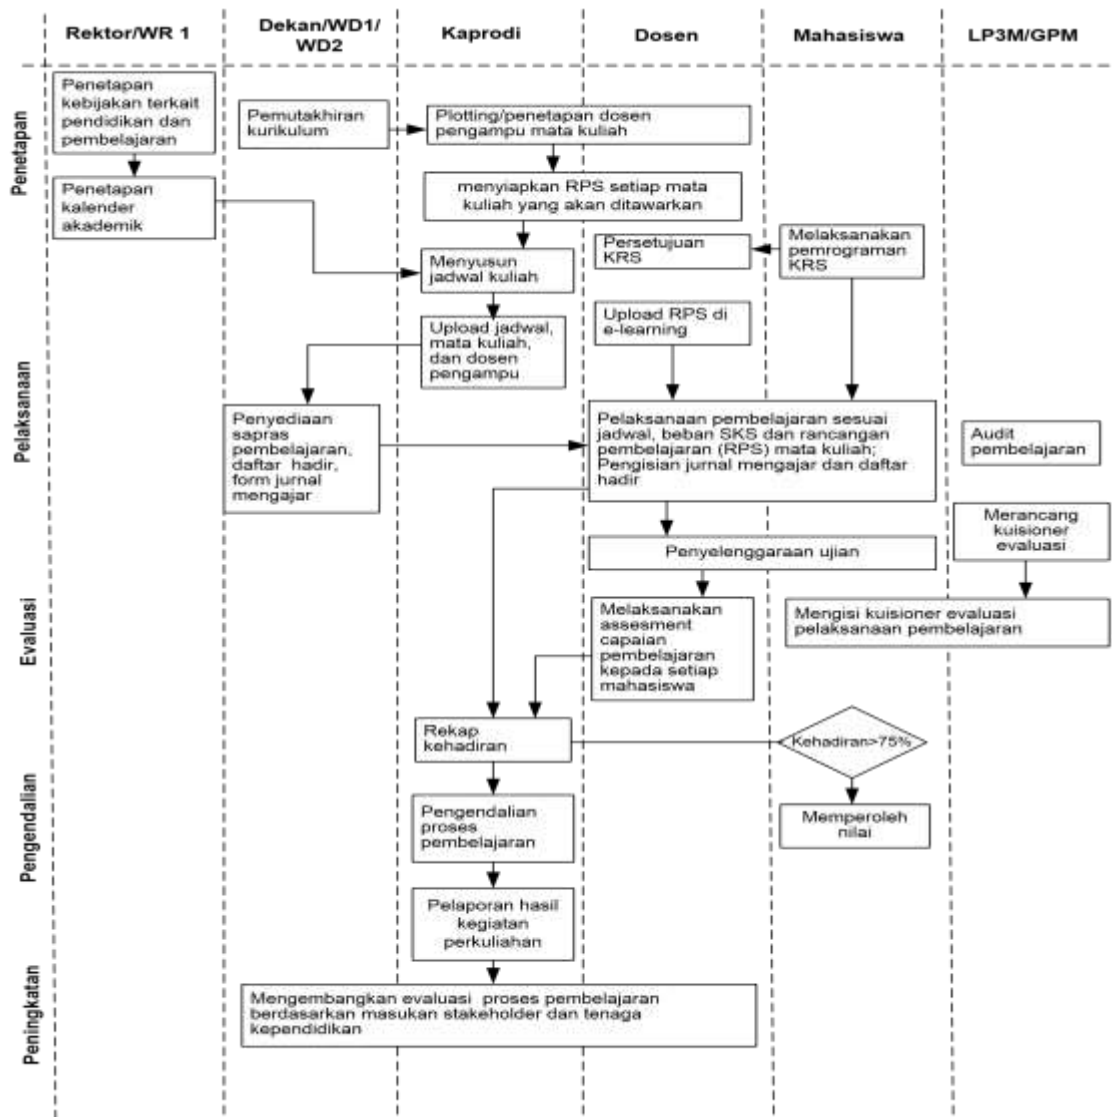 Rektor/WR 1
Dekan/WD1/
WD2
Kaprodi
Dosen
Mahasiswa
LP3M/GPM
Penetapan
Penetapan
kebijakan terkait
pendidikan dan
pembelajaran
Pemutakhiran
kurikulum
Plotting/penetapan dosen
pengampu mata kuliah
Penetapan
kalender
akademik
menyiapkan RPS setiap mata
kuliah yang akan ditawarkan
Persetujuan
KRS
Melaksanakan
pemrograman
KRS
Menyusun
jadwal kuliah
Pelaksanaan
Upload jadwal,
mata kuliah,
dan dosen
pengampu
Upload RPS di
e-learning
Penyediaan
sapras
pembelajaran,
daftar hadir,
form jurnal
mengajar
Pelaksanaan pembelajaran sesuai
jadwal, beban SKS dan rancangan
pembelajaran (RPS) mata kuliah;
Pengisian jurnal mengajar dan daftar
hadir
Audit
pembelajaran
Merancang
kuisioner
evaluasi
Penyelenggaraan ujian
Evaluasi
Melaksanakan
assesment
capaian
pembelajaran
kepada setiap
mahasiswa
Mengisi kuisioner evaluasi
pelaksanaan pembelajaran
Rekap
kehadiran
Kehadiran>75%
Pengendalian
Pengendalian
proses
pembelajaran
Memperoleh
nilai
Pelaporan hasil
kegiatan
perkuliahan
Peningkatan
Mengembangkan evaluasi proses pembelajaran
berdasarkan masukan stakeholder dan tenaga
kependidikan